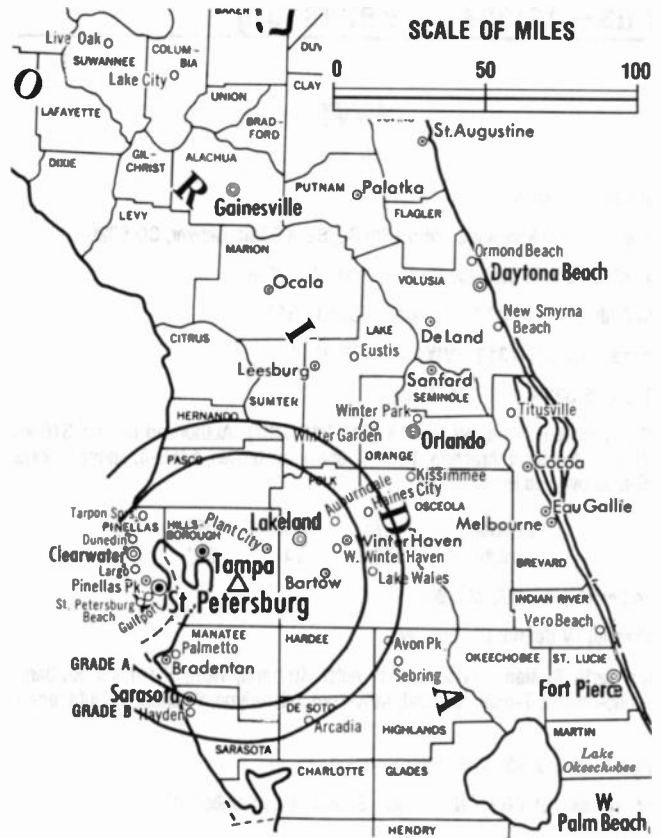 BAKER
SCALE OF MILES
0 50 100
Live Oak
SUWANNEE
COLUM-
BIA
Lake City
O
UNION
CLAY
LAFAYETTE
BRAD-
FORD
St. Augustine
DIXIE
GIL-
CHRIST
ALACHUA
R
Gainesville
PUTNAM
Palatka
FLAGLER
LEVY
MARION
Ormond Beach
Daytona Beach
VOLUSIA
Ocala
I
New Smyrna
Beach
De Land
CITRUS
LAKE
Eustis
Leesburg
Sanford
SEMINOLE
SUMTER
HERNANDO
Winter Park
Titusville
Winter Garden
Orlando
ORANGE
PASCO
Cocoa
Kissimmee
POLK
Auburndale
Haines City
OSCEOLA
D
Eau Gallie
Melbourne
Tarpon Sprs.
PINELLAS
Dunedin
HILLS-
BOROUGH
Plant City
Lakeland
Winter Haven
W. Winter Haven
Clearwater
Largo
Tampa
BREVARD
Pinellas Pk.
Bartow
Lake Wales
St. Petersburg
St. Petersburg
Beach
Gulfport
INDIAN RIVER
Vero Beach
MANATEE
HARDEE
Avon Pk.
Palmetto
GRADE A
Bradentan
Sebring
OKEECHOBEE
ST. LUCIE
A
Fort Pierce
Sarasota
GRADE B
Hayden
DE SOTO
Arcadia
HIGHLANDS
MARTIN
SARASOTA
CHARLOTTE
GLADES
Lake
Okeechobee
W.
Palm Beach
HENDRY